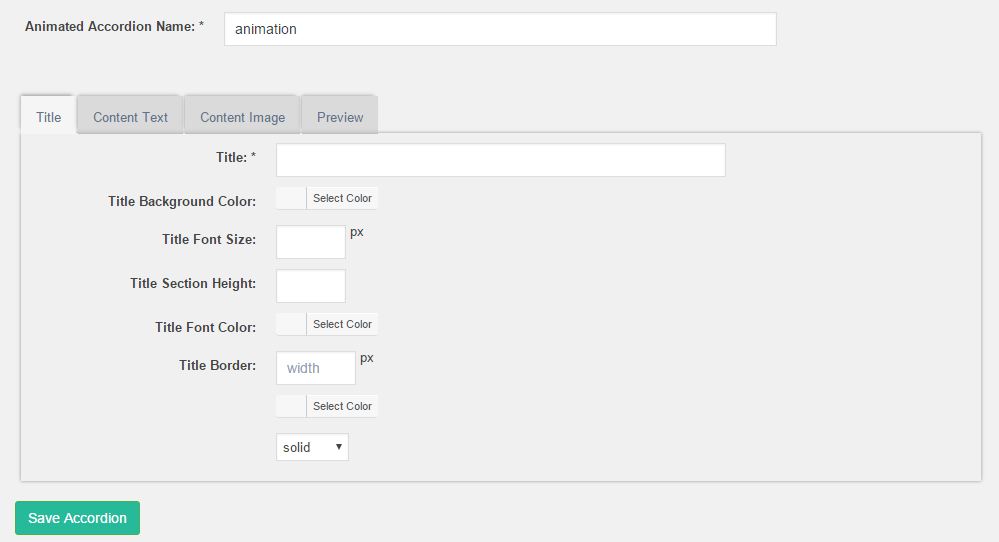 Animated Accordion Name: * animation
Title Content Text Content Image Preview
Title: *
Title Background Color: Select Color
Title Font Size: px
Title Section Height:
Title Font Color: Select Color
Title Border: width px
Select Color
solid
Save Accordion